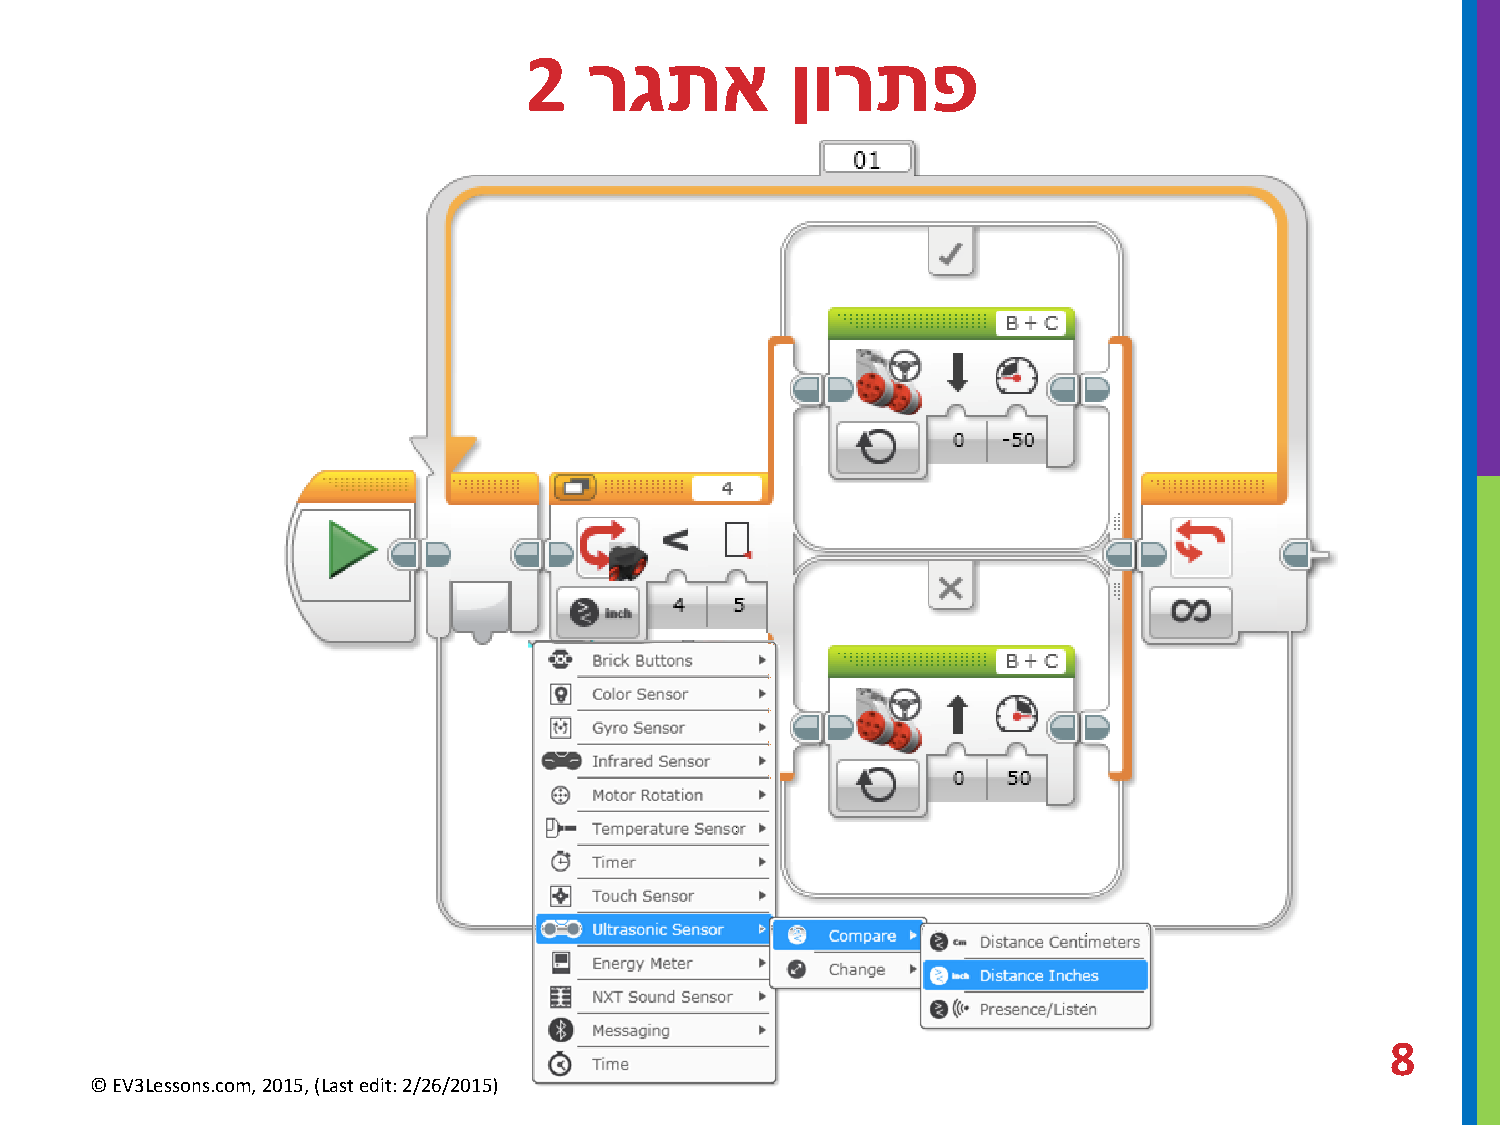 פתרון אתגר 2
01
B + C
0 -50
4
<
4 5
inch
B + C
0 50
∞
Brick Buttons
Color Sensor
Gyro Sensor
Infrared Sensor
Motor Rotation
Temperature Sensor
Timer
Touch Sensor
Ultrasonic Sensor
Energy Meter
NXT Sound Sensor
Messaging
Time
Compare
Change
cm Distance Centimeters
inch Distance Inches
Presence/Listen
8
© EV3Lessons.com, 2015, (Last edit: 2/26/2015)